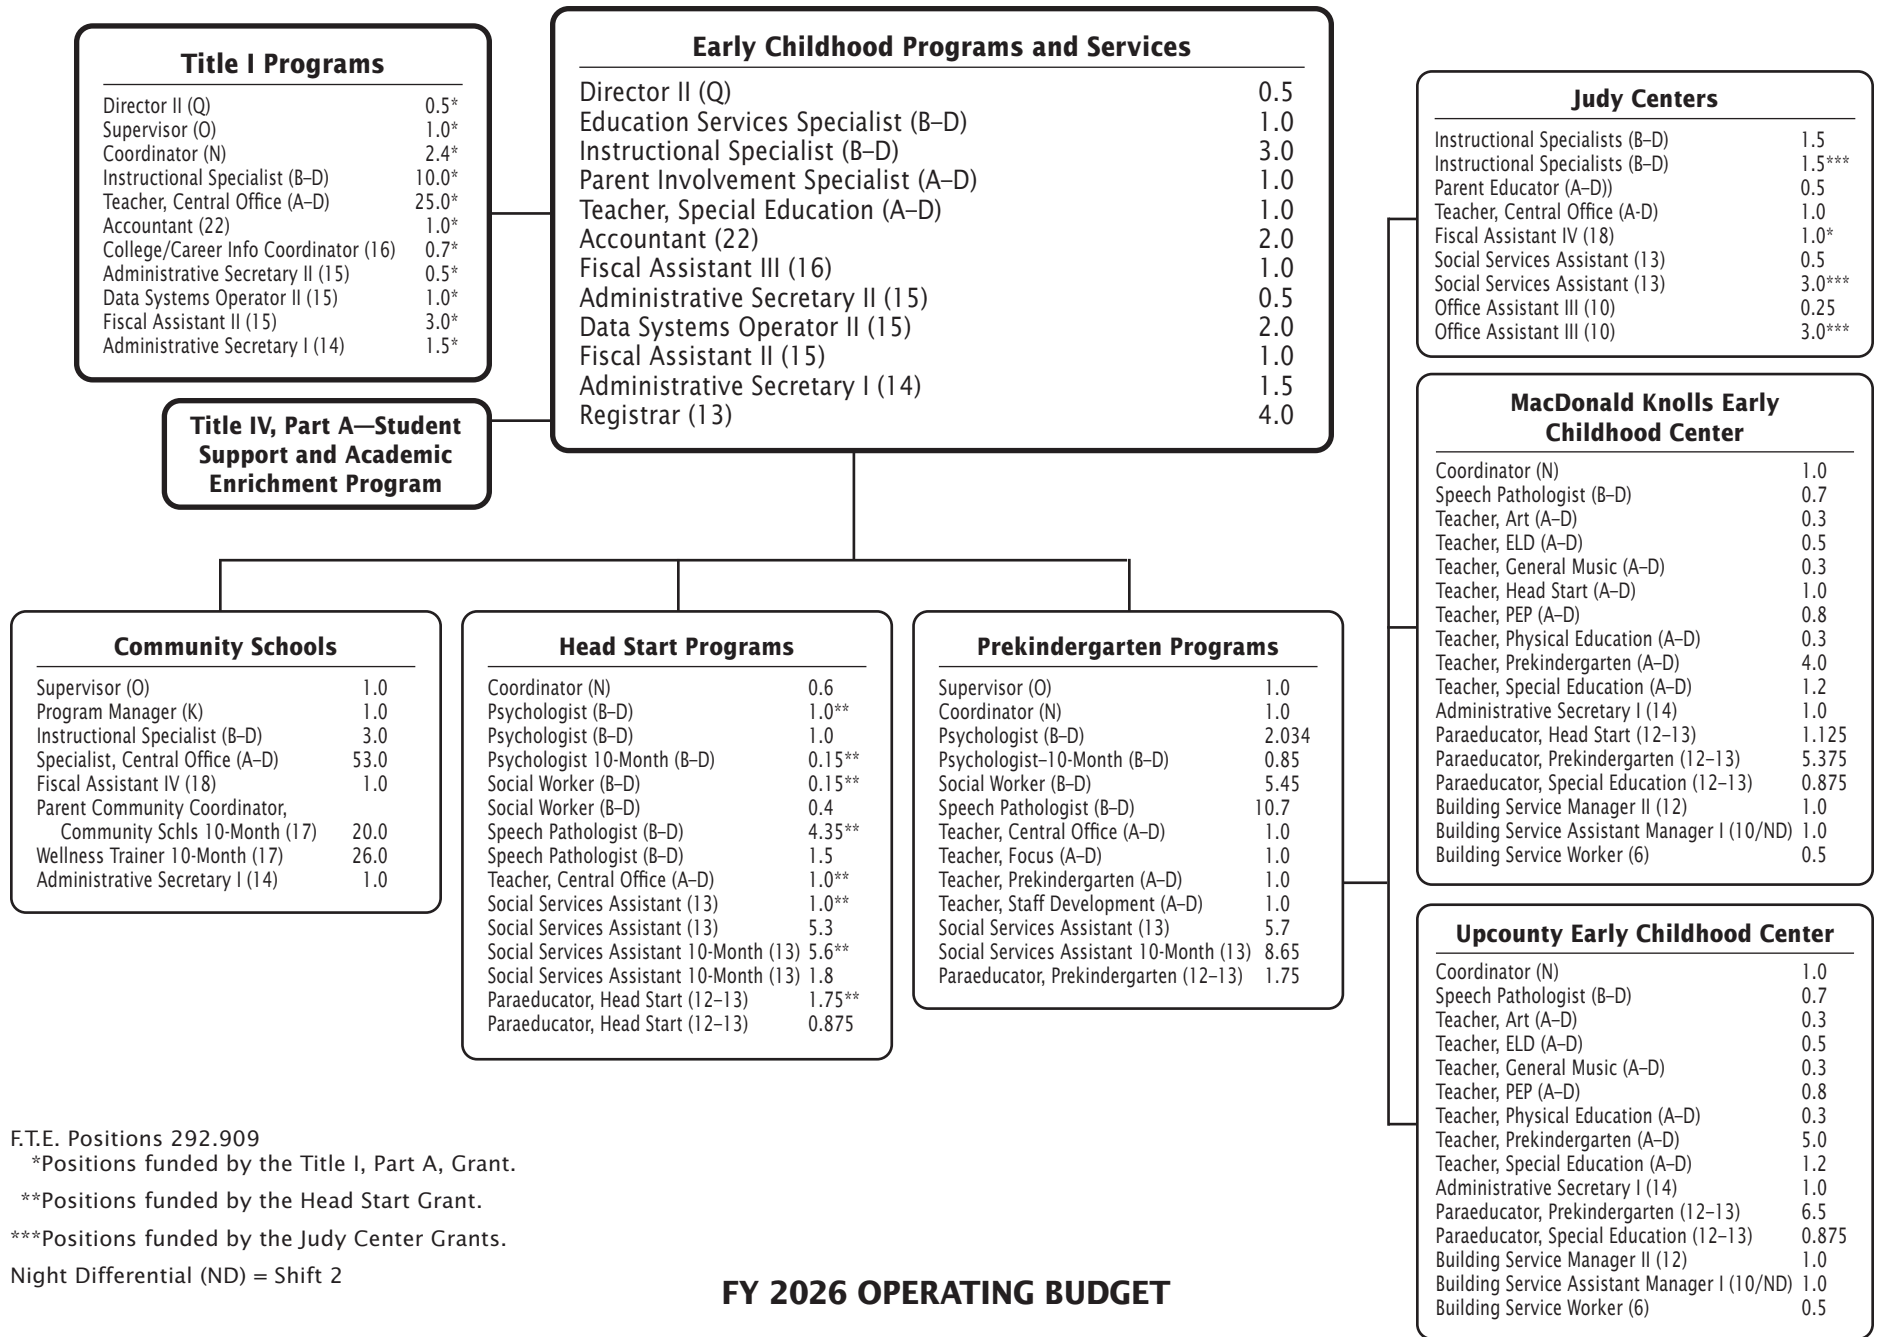 Title I Programs
Director II (Q) 0.5*
Supervisor (O) 1.0*
Coordinator (N) 2.4*
Instructional Specialist (B–D) 10.0*
Teacher, Central Office (A–D) 25.0*
Accountant (22) 1.0*
College/Career Info Coordinator (16) 0.7*
Administrative Secretary II (15) 0.5*
Data Systems Operator II (15) 1.0*
Fiscal Assistant II (15) 3.0*
Administrative Secretary I (14) 1.5*
Title IV, Part A—Student
Support and Academic
Enrichment Program
Early Childhood Programs and Services
Director II (Q) 0.5
Education Services Specialist (B–D) 1.0
Instructional Specialist (B–D) 3.0
Parent Involvement Specialist (A–D) 1.0
Teacher, Special Education (A–D) 1.0
Accountant (22) 2.0
Fiscal Assistant III (16) 1.0
Administrative Secretary II (15) 0.5
Data Systems Operator II (15) 2.0
Fiscal Assistant II (15) 1.0
Administrative Secretary I (14) 1.5
Registrar (13) 4.0
Community Schools
Supervisor (O) 1.0
Program Manager (K) 1.0
Instructional Specialist (B–D) 3.0
Specialist, Central Office (A–D) 53.0
Fiscal Assistant IV (18) 1.0
Parent Community Coordinator,
Community Schls 10-Month (17) 20.0
Wellness Trainer 10-Month (17) 26.0
Administrative Secretary I (14) 1.0
Head Start Programs
Coordinator (N) 0.6
Psychologist (B–D) 1.0**
Psychologist (B–D) 1.0
Psychologist 10-Month (B–D) 0.15**
Social Worker (B–D) 0.15**
Social Worker (B–D) 0.4
Speech Pathologist (B–D) 4.35**
Speech Pathologist (B–D) 1.5
Teacher, Central Office (A–D) 1.0**
Social Services Assistant (13) 1.0**
Social Services Assistant (13) 5.3
Social Services Assistant 10-Month (13) 5.6**
Social Services Assistant 10-Month (13) 1.8
Paraeducator, Head Start (12–13) 1.75**
Paraeducator, Head Start (12–13) 0.875
Prekindergarten Programs
Supervisor (O) 1.0
Coordinator (N) 1.0
Psychologist (B–D) 2.034
Psychologist–10-Month (B–D) 0.85
Social Worker (B–D) 5.45
Speech Pathologist (B–D) 10.7
Teacher, Central Office (A–D) 1.0
Teacher, Focus (A–D) 1.0
Teacher, Prekindergarten (A–D) 1.0
Teacher, Staff Development (A–D) 1.0
Social Services Assistant (13) 5.7
Social Services Assistant 10-Month (13) 8.65
Paraeducator, Prekindergarten (12–13) 1.75
Judy Centers
Instructional Specialists (B–D) 1.5
Instructional Specialists (B–D) 1.5***
Parent Educator (A–D)) 0.5
Teacher, Central Office (A-D) 1.0
Fiscal Assistant IV (18) 1.0*
Social Services Assistant (13) 0.5
Social Services Assistant (13) 3.0***
Office Assistant III (10) 0.25
Office Assistant III (10) 3.0***
MacDonald Knolls Early
Childhood Center
Coordinator (N) 1.0
Speech Pathologist (B–D) 0.7
Teacher, Art (A–D) 0.3
Teacher, ELD (A–D) 0.5
Teacher, General Music (A–D) 0.3
Teacher, Head Start (A–D) 1.0
Teacher, PEP (A–D) 0.8
Teacher, Physical Education (A–D) 0.3
Teacher, Prekindergarten (A–D) 4.0
Teacher, Special Education (A–D) 1.2
Administrative Secretary I (14) 1.0
Paraeducator, Head Start (12–13) 1.125
Paraeducator, Prekindergarten (12–13) 5.375
Paraeducator, Special Education (12–13) 0.875
Building Service Manager II (12) 1.0
Building Service Assistant Manager I (10/ND) 1.0
Building Service Worker (6) 0.5
Upcounty Early Childhood Center
Coordinator (N) 1.0
Speech Pathologist (B–D) 0.7
Teacher, Art (A–D) 0.3
Teacher, ELD (A–D) 0.5
Teacher, General Music (A–D) 0.3
Teacher, PEP (A–D) 0.8
Teacher, Physical Education (A–D) 0.3
Teacher, Prekindergarten (A–D) 5.0
Teacher, Special Education (A–D) 1.2
Administrative Secretary I (14) 1.0
Paraeducator, Prekindergarten (12–13) 6.5
Paraeducator, Special Education (12–13) 0.875
Building Service Manager II (12) 1.0
Building Service Assistant Manager I (10/ND) 1.0
Building Service Worker (6) 0.5
F.T.E. Positions 292.909
*Positions funded by the Title I, Part A, Grant.
**Positions funded by the Head Start Grant.
***Positions funded by the Judy Center Grants.
Night Differential (ND) = Shift 2
FY 2026 OPERATING BUDGET